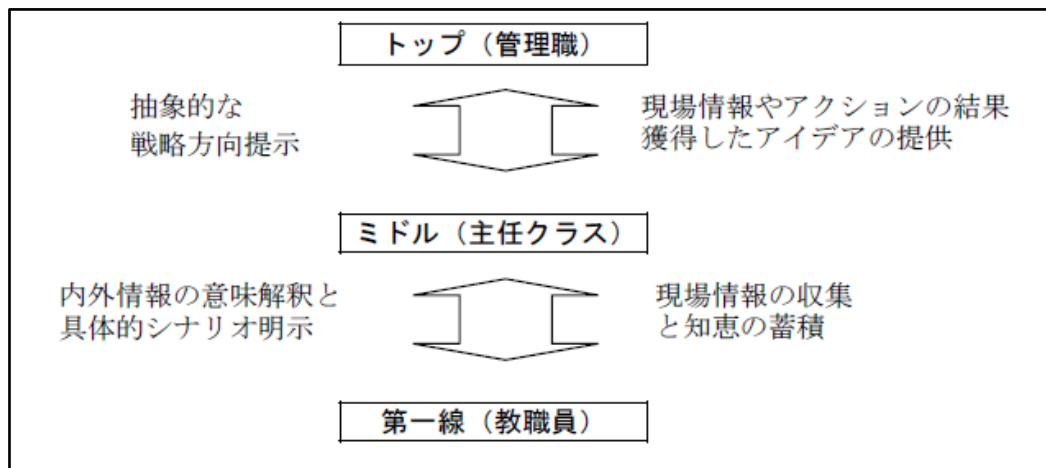 トップ（管理職）
抽象的な
戦略方向提示
現場情報やアクションの結果
獲得したアイデアの提供
ミドル（主任クラス）
内外情報の意味解釈と
具体的シナリオ明示
現場情報の収集
と知恵の蓄積
第一線（教職員）